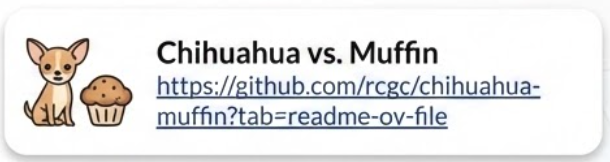 Chihuahua vs. Muffin
https://github.com/rcgc/chihuahua-
muffin?tab=readme-ov-file